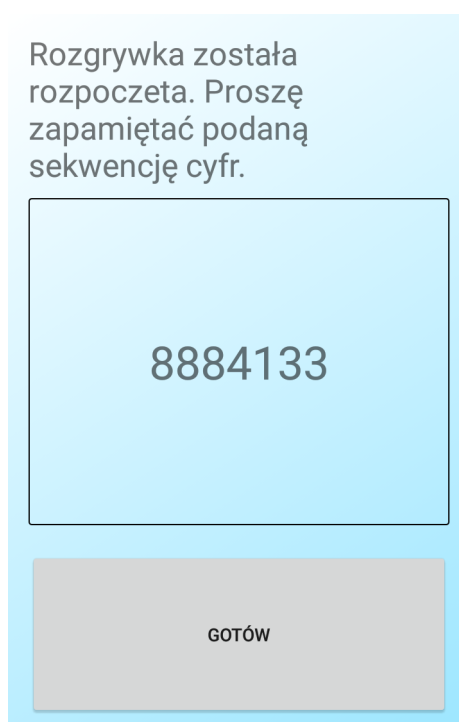 Rozgrywka została
rozpoczeta. Proszę
zapamiętać podaną
sekwencję cyfr.
8884133
GOTÓW